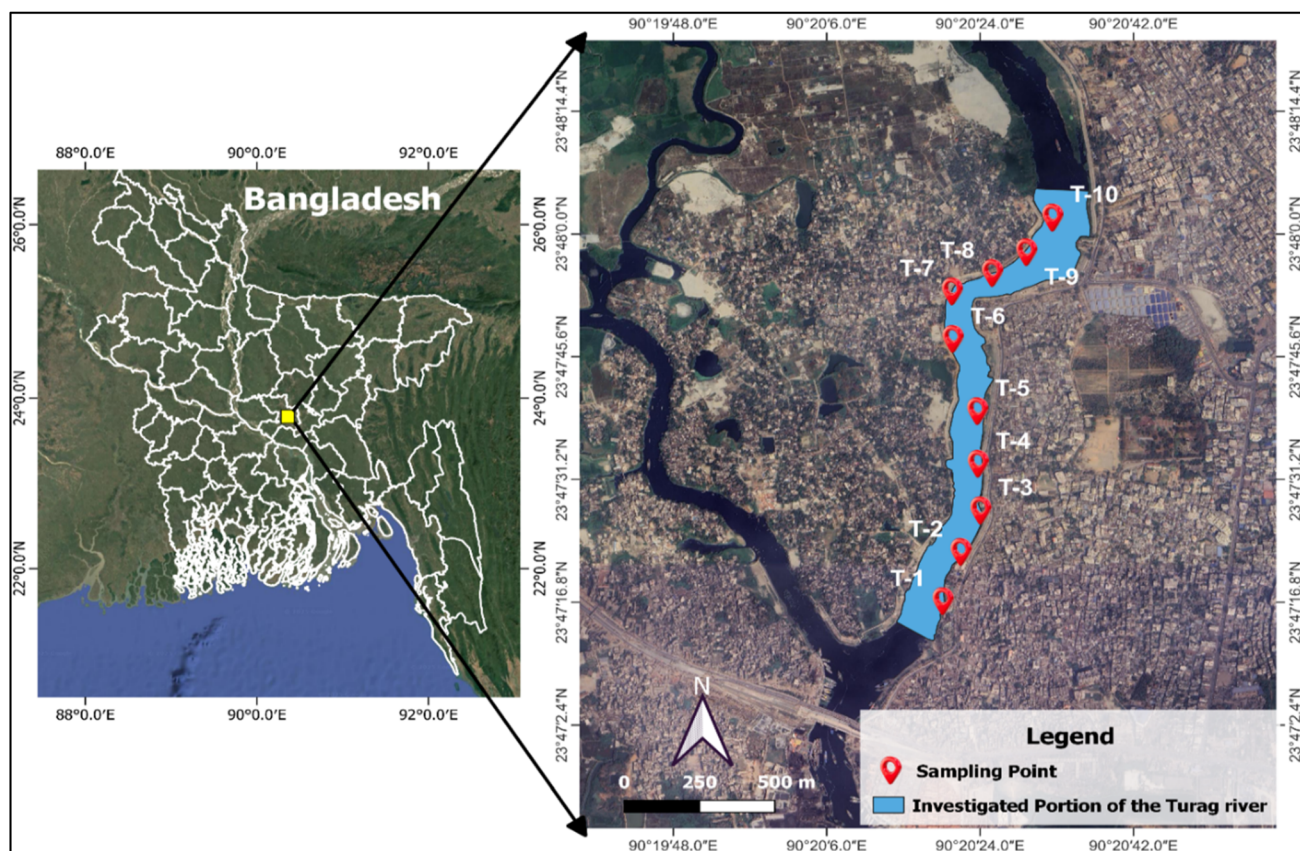 88°0.0'E 90°0.0'E 92°0.0'E
Bangladesh
26°0.0'N
24°0.0'N
22°0.0'N
26°0.0'N
24°0.0'N
22°0.0'N
88°0.0'E 90°0.0'E 92°0.0'E
90°19'48.0"E 90°20'6.0"E 90°20'24.0"E 90°20'42.0"E
23°48'14.4"N
23°48'0.0"N
23°47'45.6"N
23°47'31.2"N
23°47'16.8"N
23°47'2.4"N
T-10
T-8
T-7
T-9
T-6
T-5
T-4
T-3
T-2
T-1
23°48'14.4"N
23°48'0.0"N
23°47'45.6"N
23°47'31.2"N
23°47'16.8"N
23°47'2.4"N
N
0 250 500 m
Legend
Sampling Point
Investigated Portion of the Turag river
90°19'48.0"E 90°20'6.0"E 90°20'24.0"E 90°20'42.0"E